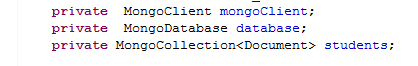 private  MongoClient mongoClient;
private  MongoDatabase database;
private MongoCollection<Document> students;